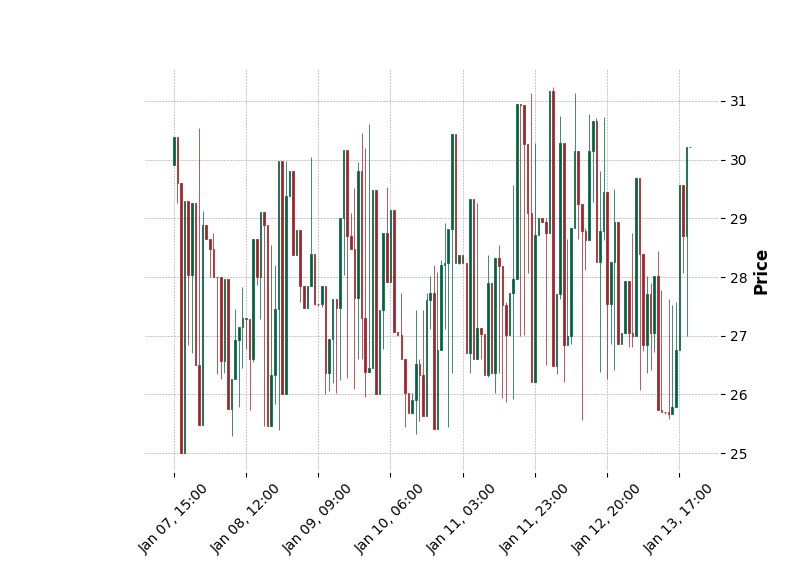 31
30
29
28
27
26
25
Price
Jan 07, 15:00
Jan 08, 12:00
Jan 09, 09:00
Jan 10, 06:00
Jan 11, 03:00
Jan 11, 23:00
Jan 12, 20:00
Jan 13, 17:00